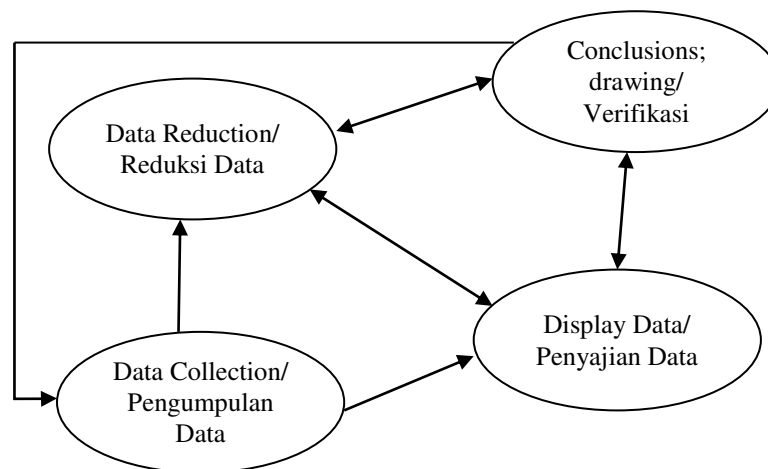 Conclusions;
drawing/
Verifikasi
Data Reduction/
Reduksi Data
Display Data/
Penyajian Data
Data Collection/
Pengumpulan
Data